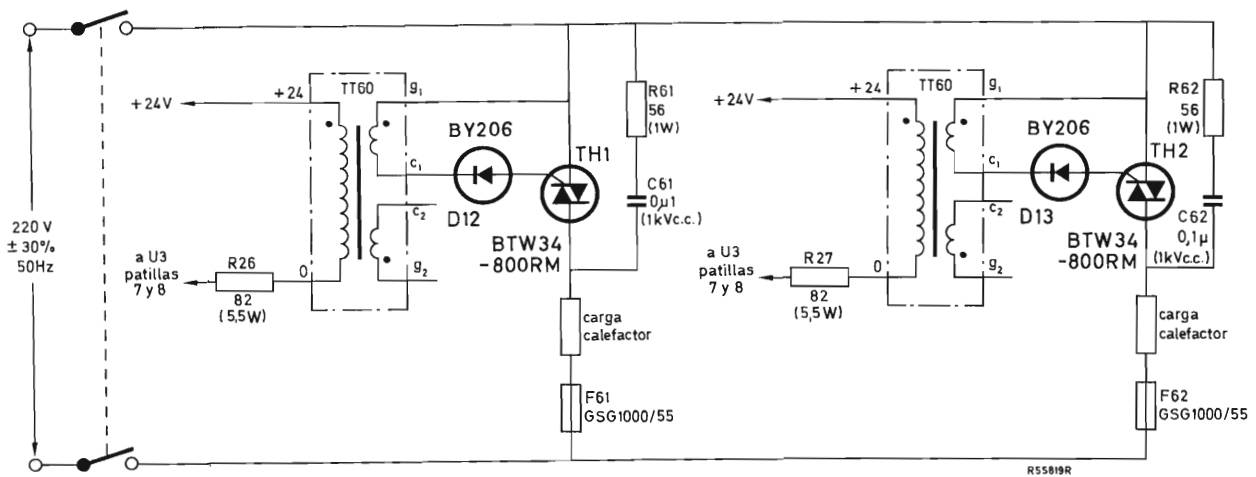 220 V
± 30%
50Hz
+24V
+24
TT60
g₁
c₁
c₂
g₂
0
a U3
patillas
7 y 8
R26
82
(5,5W)
BY206
D12
TH1
BTW34
-800RM
R61
56
(1W)
C61
0,µ1
(1kVc.c.)
carga
calefactor
F61
GSG1000/55
+24V
+24
TT60
g₁
c₁
c₂
g₂
0
a U3
patillas
7 y 8
R27
82
(5,5W)
BY206
D13
TH2
BTW34
-800RM
R62
56
(1W)
C62
0,1µ
(1kVc.c.)
carga
calefactor
F62
GSG1000/55
R55819R